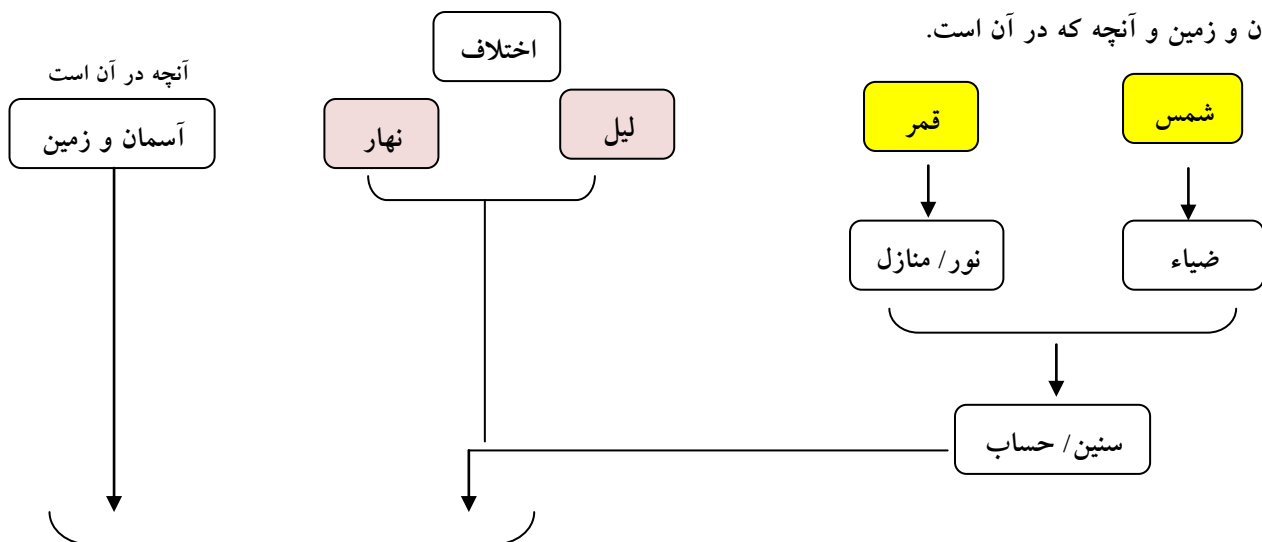 ن و زمین و آنچه که در آن است.
اختلاف
آنچه در آن است
شمس
قمر
لیل
نهار
آسمان و زمین
ضیاء
نور/ منازل
سنین/ حساب